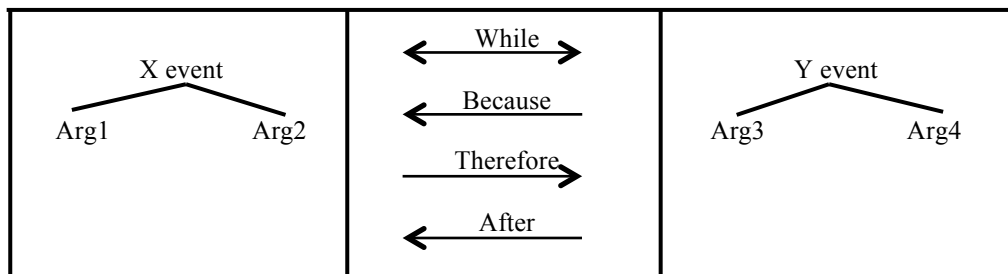 While
X event
Y event
Because
Arg1
Arg2
Arg3
Arg4
Therefore
After